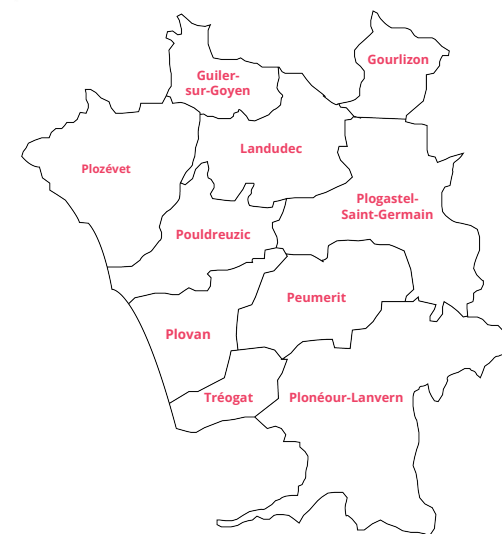 Gourlizon
Guiler-
sur-Goyen
Landudec
Plozévet
Plogastel-
Saint-Germain
Pouldreuzic
Peumerit
Plovan
Tréogat
Plonéour-Lanvern